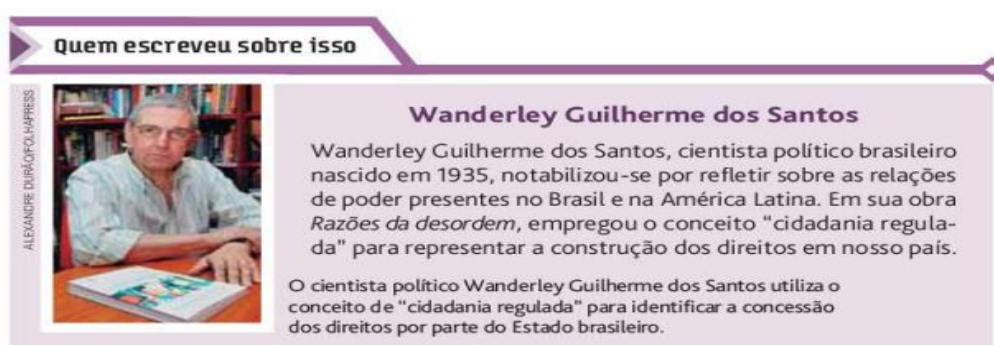 Quem escreveu sobre isso
ALEXANDRE DURÃO/FOLHAPRESS
Wanderley Guilherme dos Santos
Wanderley Guilherme dos Santos, cientista político brasileiro
nascido em 1935, notabilizou-se por refletir sobre as relações
de poder presentes no Brasil e na América Latina. Em sua obra
Razões da desordem, empregou o conceito "cidadania regula-
da" para representar a construção dos direitos em nosso país.
O cientista político Wanderley Guilherme dos Santos utiliza o
conceito de "cidadania regulada" para identificar a concessão
dos direitos por parte do Estado brasileiro.